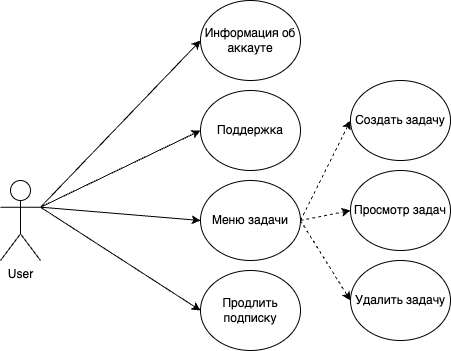 Информация об
аккауте
Поддержка
Создать задачу
User
Меню задачи
Просмотр задач
Продлить
подписку
Удалить задачу